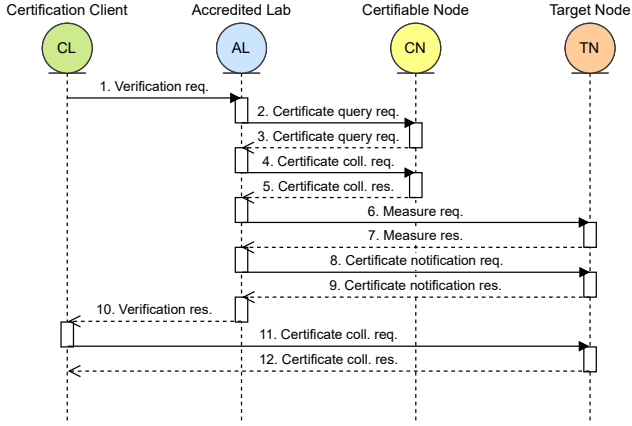 Certification Client
Accredited Lab
Certifiable Node
Target Node
CL
AL
CN
TN
1. Verification req.
2. Certificate query req.
3. Certificate query req.
4. Certificate coll. req.
5. Certificate coll. res.
6. Measure req.
7. Measure res.
8. Certificate notification req.
9. Certificate notification res.
10. Verification res.
11. Certificate coll. req.
12. Certificate coll. res.